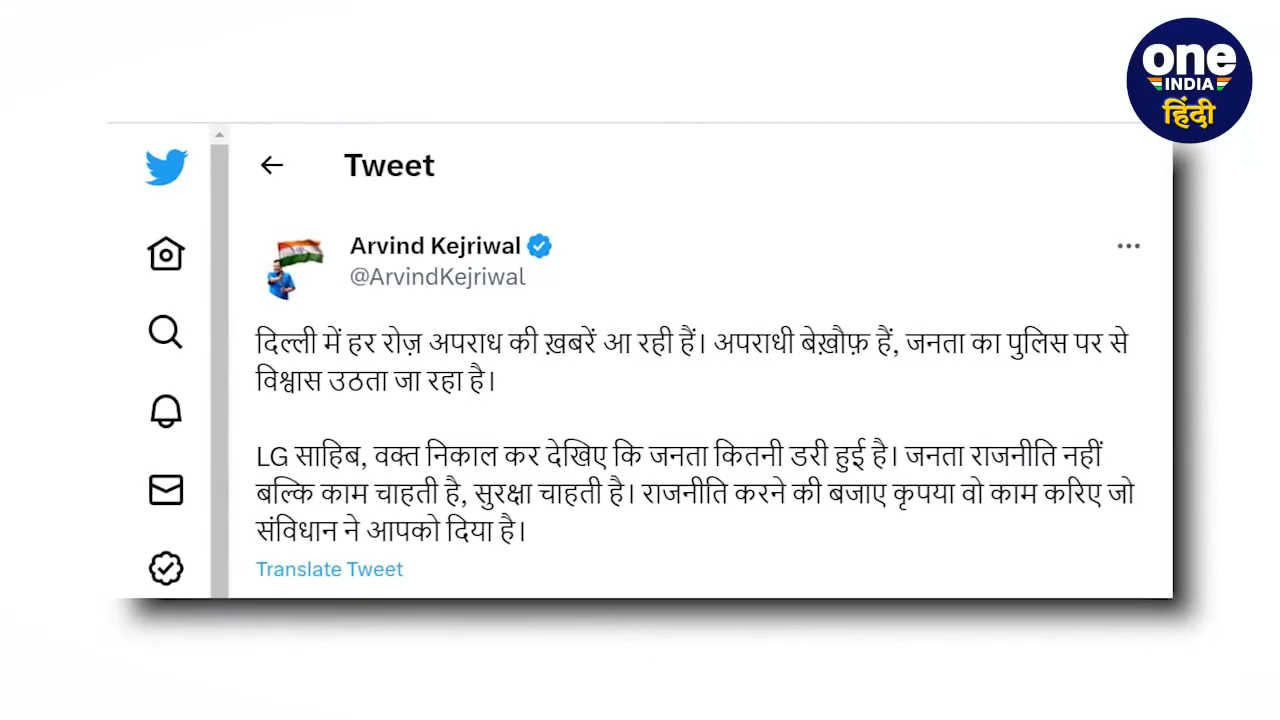 one
INDIA
हिंदी
Tweet
Arvind Kejriwal
@ArvindKejriwal
दिल्ली में हर रोज़ अपराध की ख़बरें आ रही हैं। अपराधी बेख़ौफ़ हैं, जनता का पुलिस पर से
विश्वास उठता जा रहा है।
LG साहिब, वक्त निकाल कर देखिए कि जनता कितनी डरी हुई है। जनता राजनीति नहीं
बल्कि काम चाहती है, सुरक्षा चाहती है। राजनीति करने की बजाए कृपया वो काम करिए जो
संविधान ने आपको दिया है।
Translate Tweet